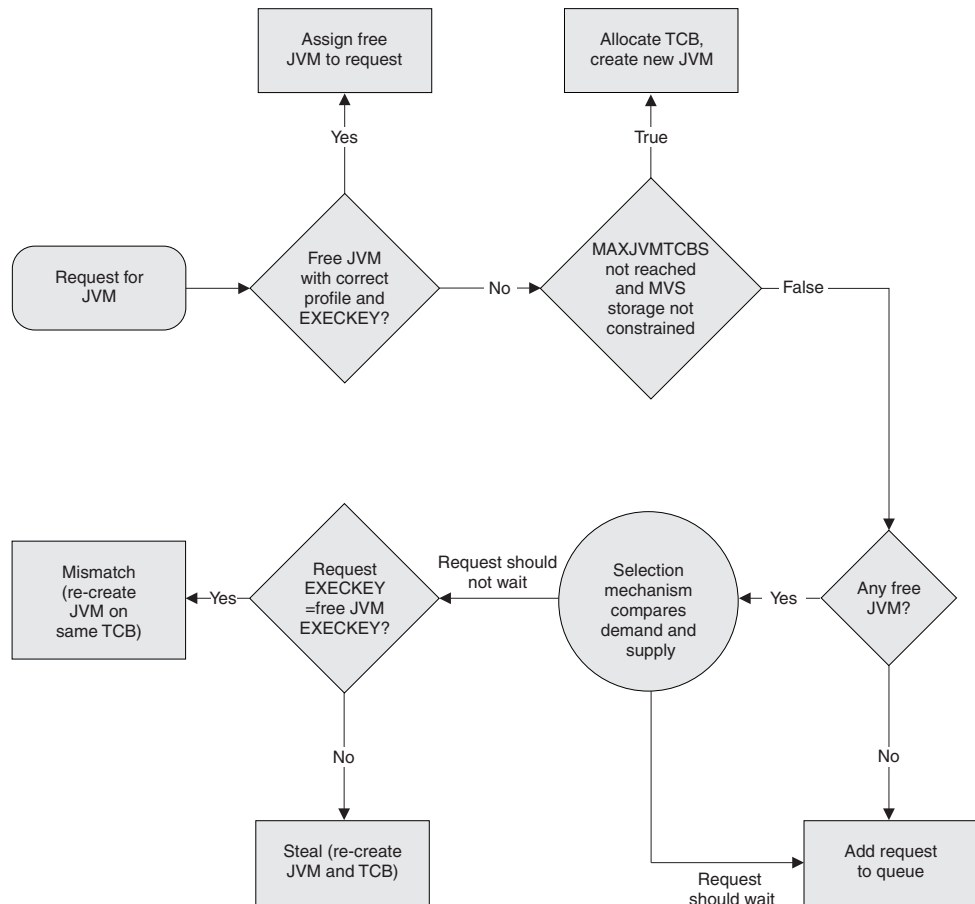 Assign free
JVM to request
Allocate TCB,
create new JVM
Yes
True
Request for
JVM
Free JVM
with correct
profile and
EXECKEY?
No
MAXJVMTCBS
not reached
and MVS
storage not
constrained
False
Mismatch
(re-create
JVM on
same TCB)
Yes
Request
EXECKEY
=free JVM
EXECKEY?
Request should
not wait
Selection
mechanism
compares
demand and
supply
Yes
Any free
JVM?
No
No
Steal (re-create
JVM and TCB)
Request
should wait
Add request
to queue